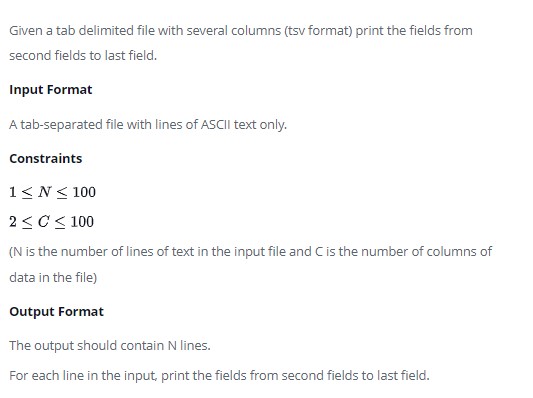 Given a tab delimited file with several columns (tsv format) print the fields from
second fields to last field.
Input Format
A tab-separated file with lines of ASCII text only.
Constraints
1 ≤ N ≤ 100
2 ≤ C ≤ 100
(N is the number of lines of text in the input file and C is the number of columns of
data in the file)
Output Format
The output should contain N lines.
For each line in the input, print the fields from second fields to last field.